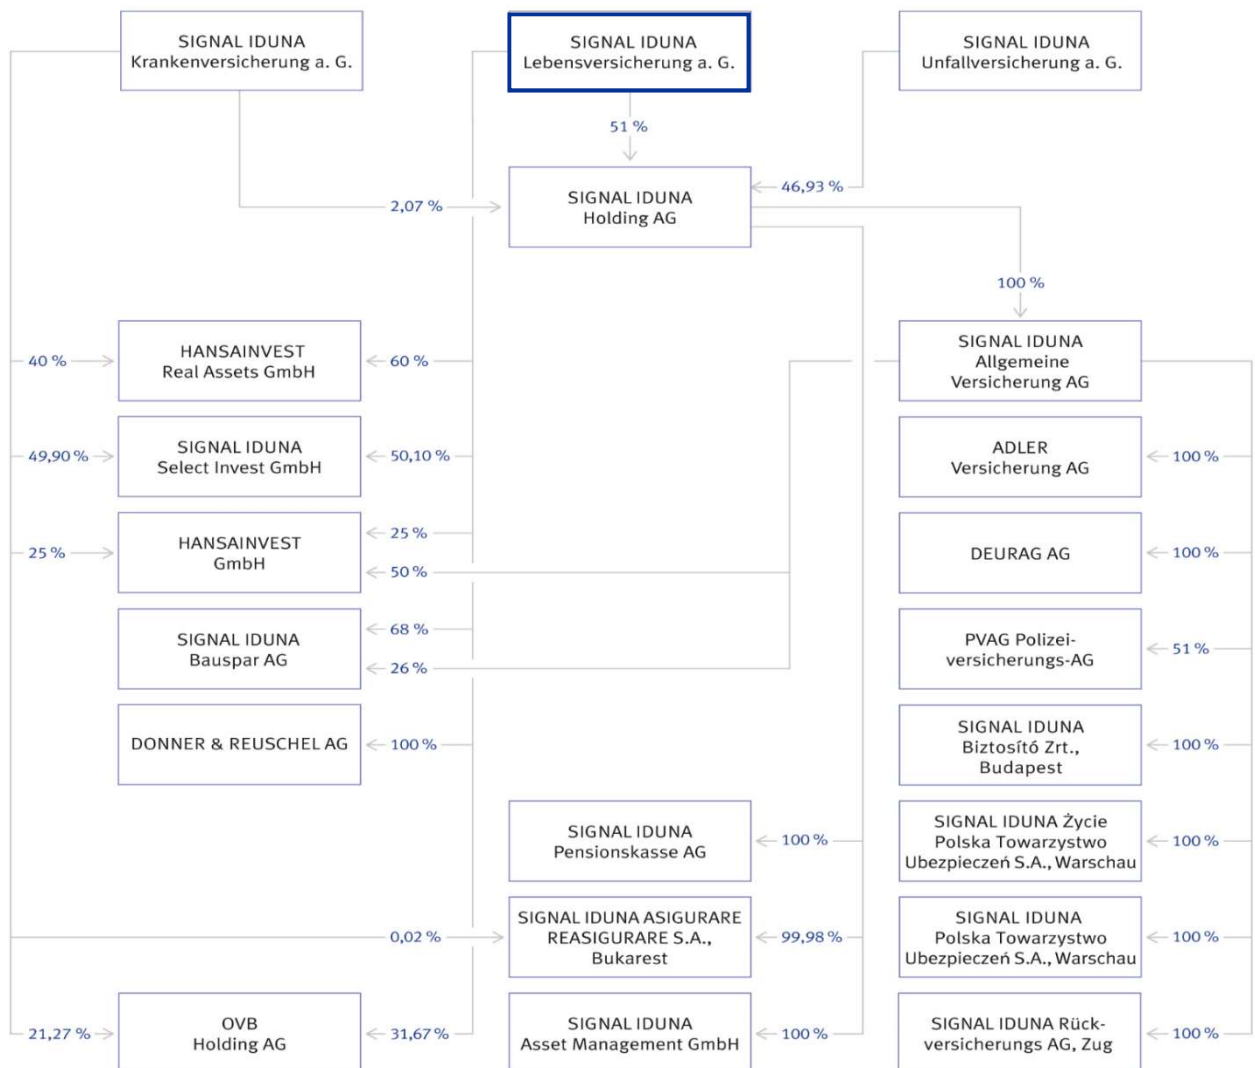 SIGNAL IDUNA
Krankenversicherung a. G.
SIGNAL IDUNA
Lebensversicherung a. G.
SIGNAL IDUNA
Unfallversicherung a. G.
51 %
2,07 %
SIGNAL IDUNA
Holding AG
46,93 %
100 %
40 %
HANSAINVEST
Real Assets GmbH
60 %
SIGNAL IDUNA
Allgemeine
Versicherung AG
49,90 %
SIGNAL IDUNA
Select Invest GmbH
50,10 %
ADLER
Versicherung AG
100 %
25 %
HANSAINVEST
GmbH
25 %
50 %
DEURAG AG
100 %
SIGNAL IDUNA
Bauspar AG
68 %
26 %
PVAG Polizei-
versicherungs-AG
51 %
DONNER & REUSCHEL AG
100 %
SIGNAL IDUNA
Biztosító Zrt.,
Budapest
100 %
SIGNAL IDUNA
Pensionskasse AG
100 %
SIGNAL IDUNA Życie
Polska Towarzystwo
Ubezpieczeń S.A., Warschau
100 %
0,02 %
SIGNAL IDUNA ASIGURARE
REASIGURARE S.A.,
Bukarest
99,98 %
SIGNAL IDUNA
Polska Towarzystwo
Ubezpieczeń S.A., Warschau
100 %
21,27 %
OVB
Holding AG
31,67 %
SIGNAL IDUNA
Asset Management GmbH
100 %
SIGNAL IDUNA Rück-
versicherungs AG, Zug
100 %